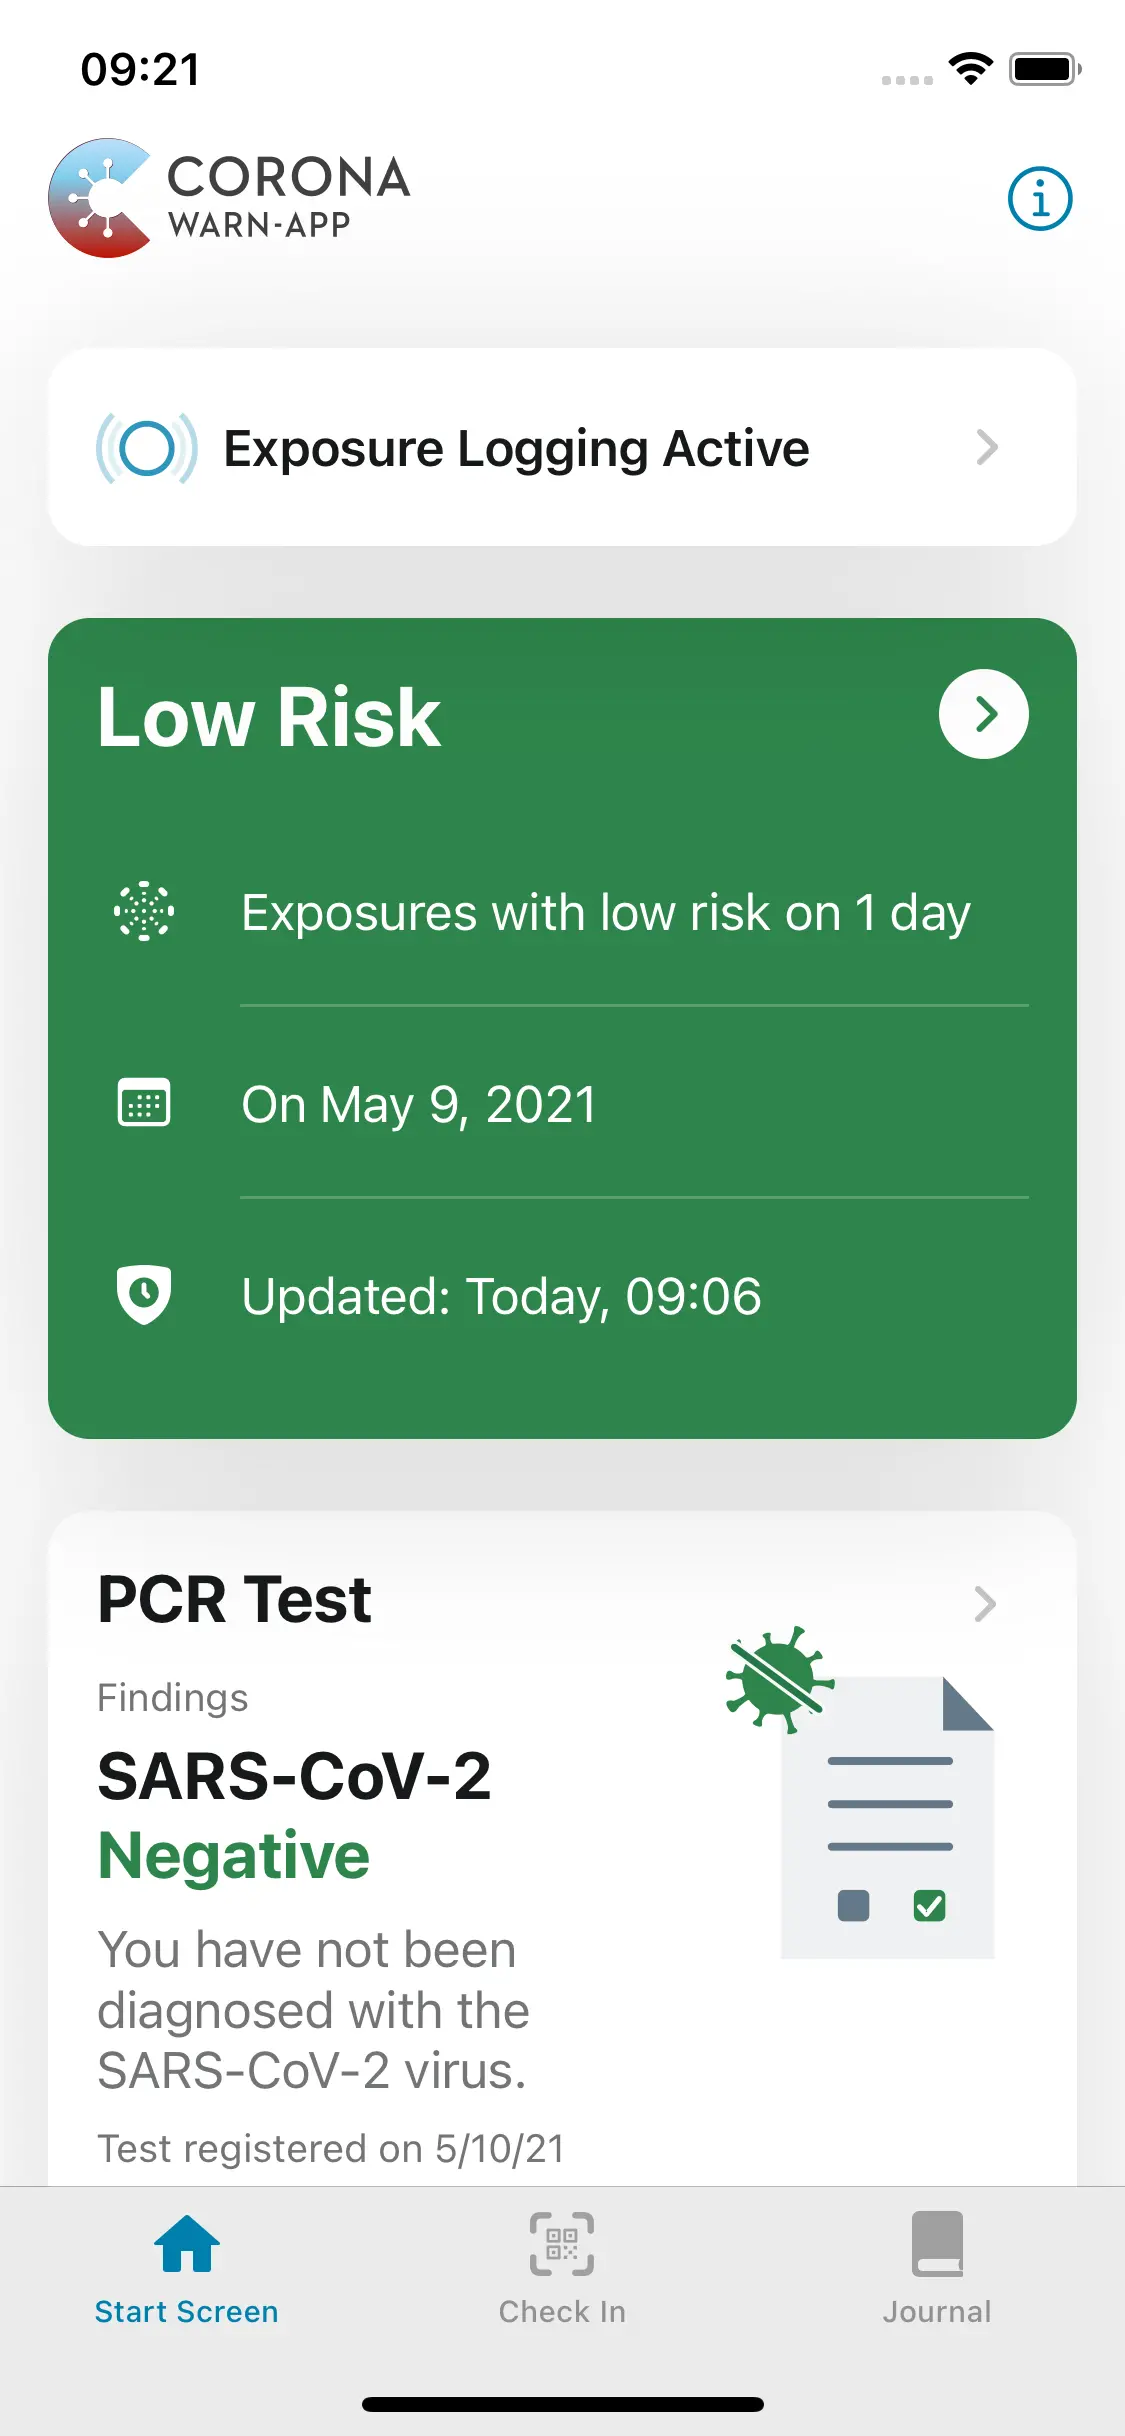 09:21
CORONA
WARN-APP
Exposure Logging Active
Low Risk
Exposures with low risk on 1 day
On May 9, 2021
Updated: Today, 09:06
PCR Test
Findings
SARS-CoV-2
Negative
You have not been
diagnosed with the
SARS-CoV-2 virus.
Test registered on 5/10/21
Start Screen
Check In
Journal